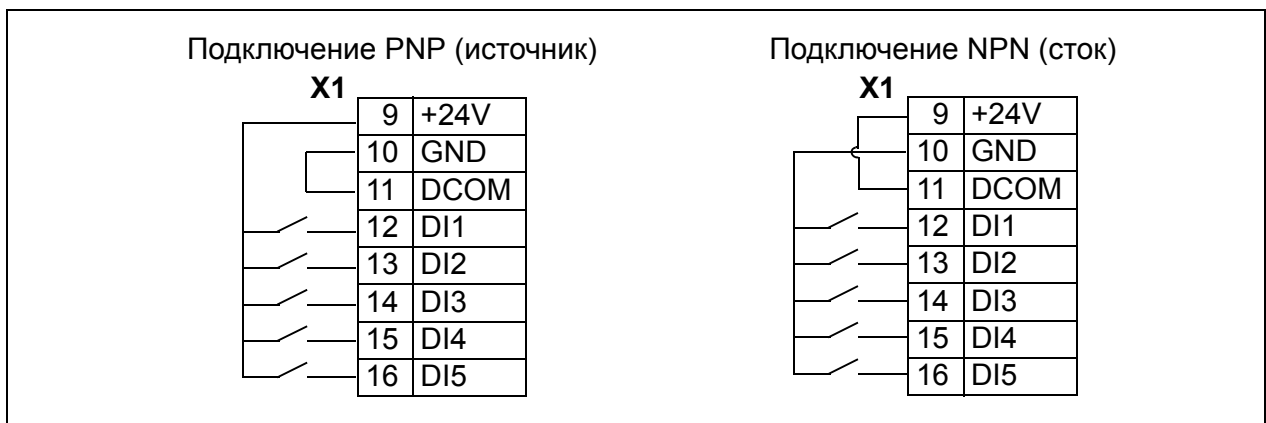 Подключение PNP (источник)
X1
9 +24V
10 GND
11 DCOM
12 DI1
13 DI2
14 DI3
15 DI4
16 DI5
Подключение NPN (сток)
X1
9 +24V
10 GND
11 DCOM
12 DI1
13 DI2
14 DI3
15 DI4
16 DI5